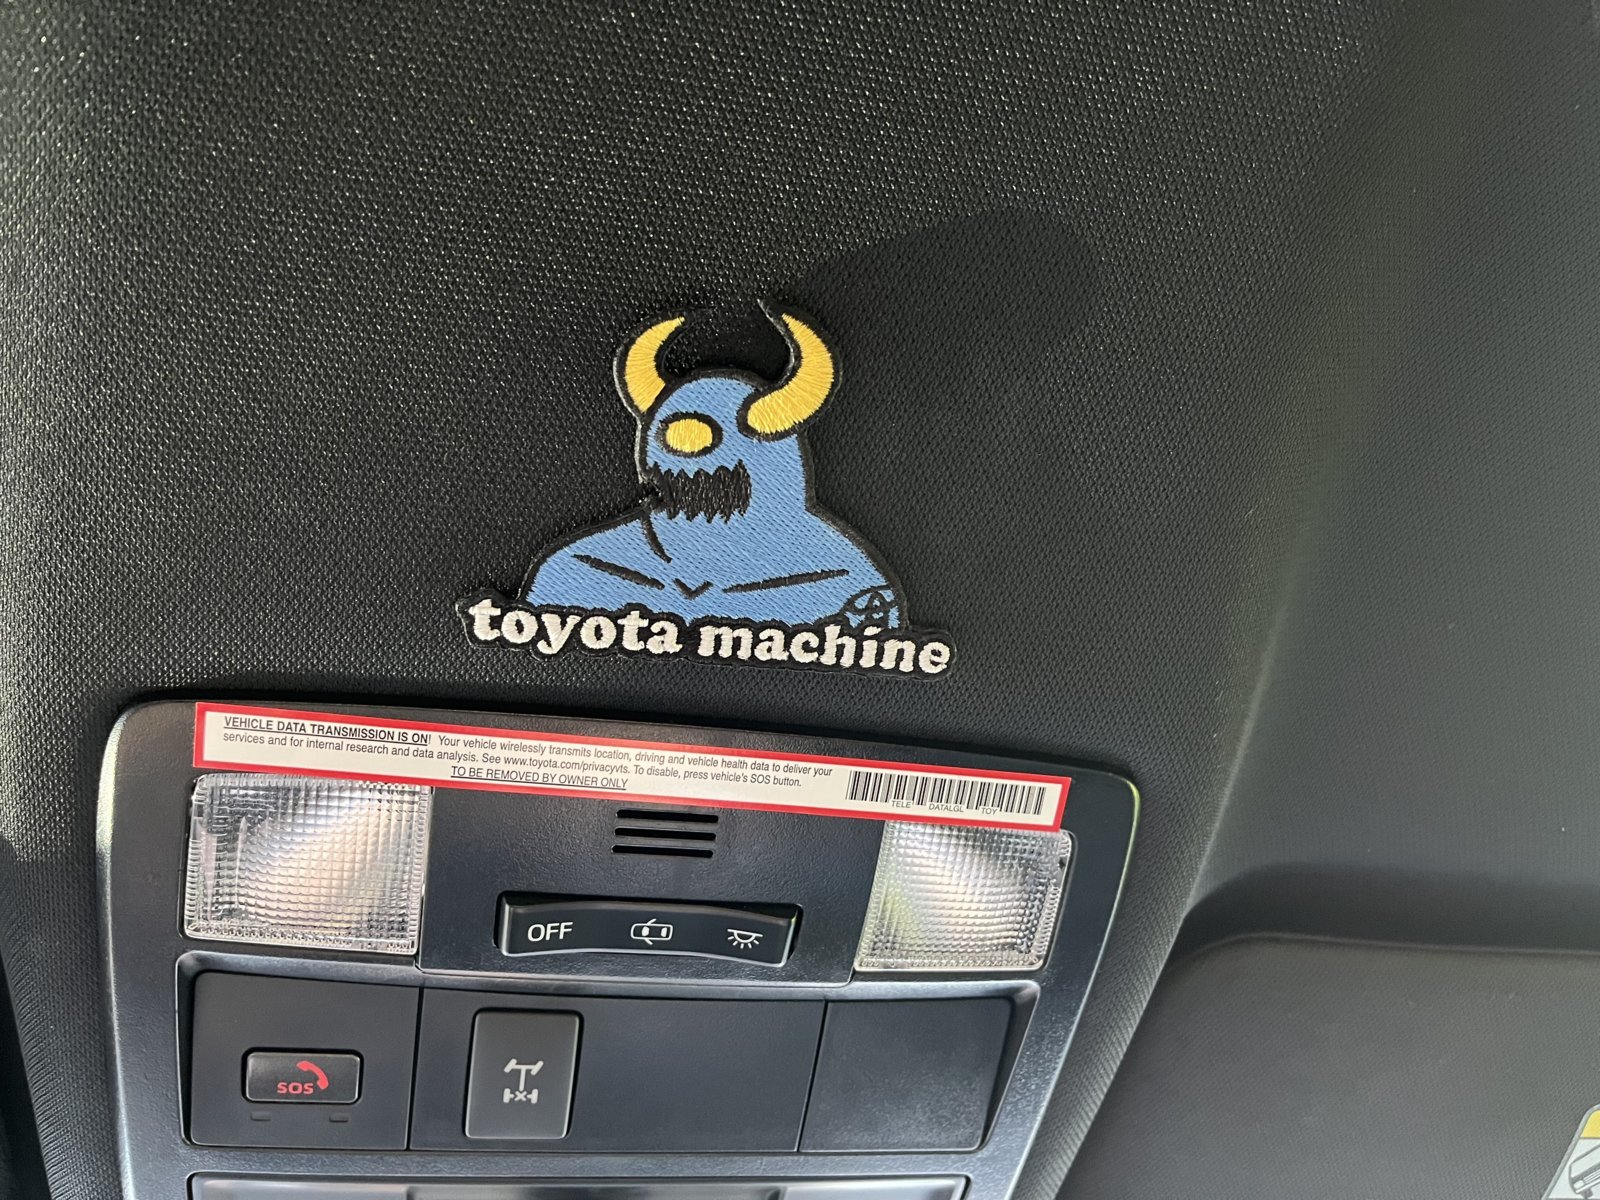 toyota machine
VEHICLE DATA TRANSMISSION IS ON! Your vehicle wirelessly transmits location, driving and vehicle health data to deliver your
services and for internal research and data analysis. See www.toyota.com/privacyvts. To disable, press vehicle's SOS button.
TO BE REMOVED BY OWNER ONLY
TELE DATALGL TOY
OFF
SOS